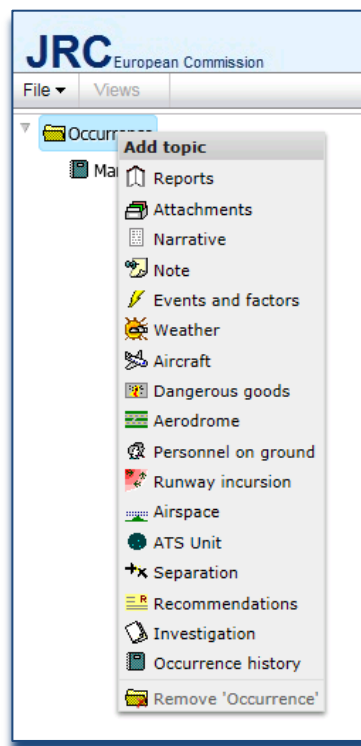 JRC European Commission
File Views
Occurrence
Add topic
Reports
Attachments
Narrative
Note
Events and factors
Weather
Aircraft
Dangerous goods
Aerodrome
Personnel on ground
Runway incursion
Airspace
ATS Unit
Separation
Recommendations
Investigation
Occurrence history
Remove 'Occurrence'